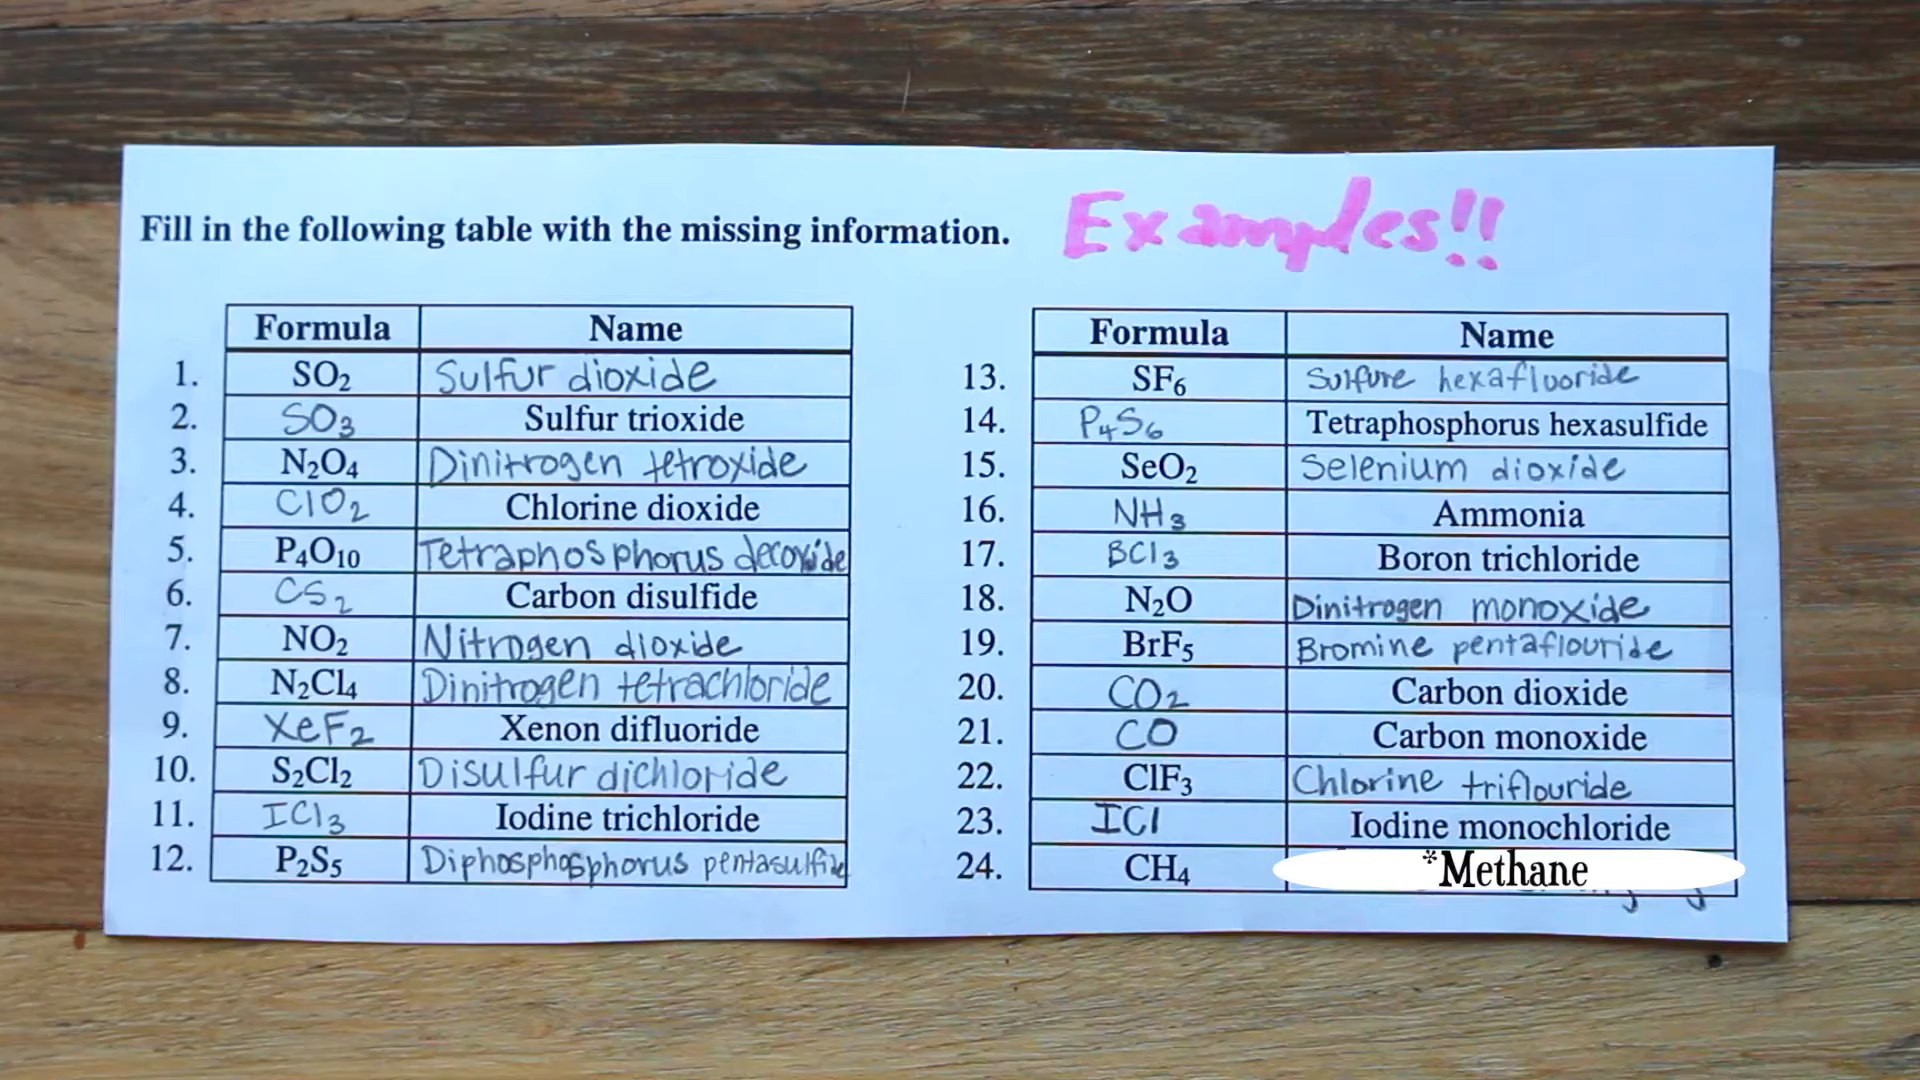 Fill in the following table with the missing information. Examples!!
Formula Name
1. SO₂ Sulfur dioxide
2. SO₃ Sulfur trioxide
3. N₂O₄ Dinitrogen tetroxide
4. ClO₂ Chlorine dioxide
5. P₄O₁₀ Tetraphosphorus decoxide
6. CS₂ Carbon disulfide
7. NO₂ Nitrogen dioxide
8. N₂Cl₄ Dinitrogen tetrachloride
9. XeF₂ Xenon difluoride
10. S₂Cl₂ Disulfur dichloride
11. ICl₃ Iodine trichloride
12. P₂S₅ Diphosphosphorus pentasulfide
Formula Name
13. SF₆ Sulfure hexafluoride
14. P₄S₆ Tetraphosphorus hexasulfide
15. SeO₂ Selenium dioxide
16. NH₃ Ammonia
17. BCl₃ Boron trichloride
18. N₂O Dinitrogen monoxide
19. BrF₅ Bromine pentaflouride
20. CO₂ Carbon dioxide
21. CO Carbon monoxide
22. ClF₃ Chlorine triflouride
23. ICl Iodine monochloride
24. CH₄ *Methane